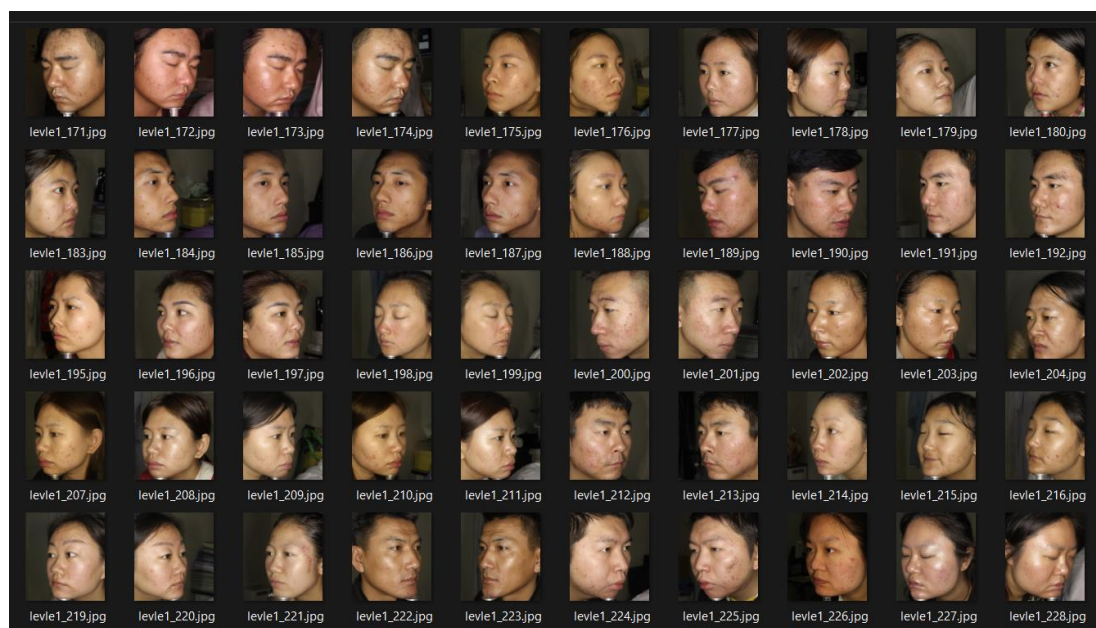 levle1_171.jpg levle1_172.jpg levle1_173.jpg levle1_174.jpg levle1_175.jpg levle1_176.jpg levle1_177.jpg levle1_178.jpg levle1_179.jpg levle1_180.jpg
levle1_183.jpg levle1_184.jpg levle1_185.jpg levle1_186.jpg levle1_187.jpg levle1_188.jpg levle1_189.jpg levle1_190.jpg levle1_191.jpg levle1_192.jpg
levle1_195.jpg levle1_196.jpg levle1_197.jpg levle1_198.jpg levle1_199.jpg levle1_200.jpg levle1_201.jpg levle1_202.jpg levle1_203.jpg levle1_204.jpg
levle1_207.jpg levle1_208.jpg levle1_209.jpg levle1_210.jpg levle1_211.jpg levle1_212.jpg levle1_213.jpg levle1_214.jpg levle1_215.jpg levle1_216.jpg
levle1_219.jpg levle1_220.jpg levle1_221.jpg levle1_222.jpg levle1_223.jpg levle1_224.jpg levle1_225.jpg levle1_226.jpg levle1_227.jpg levle1_228.jpg